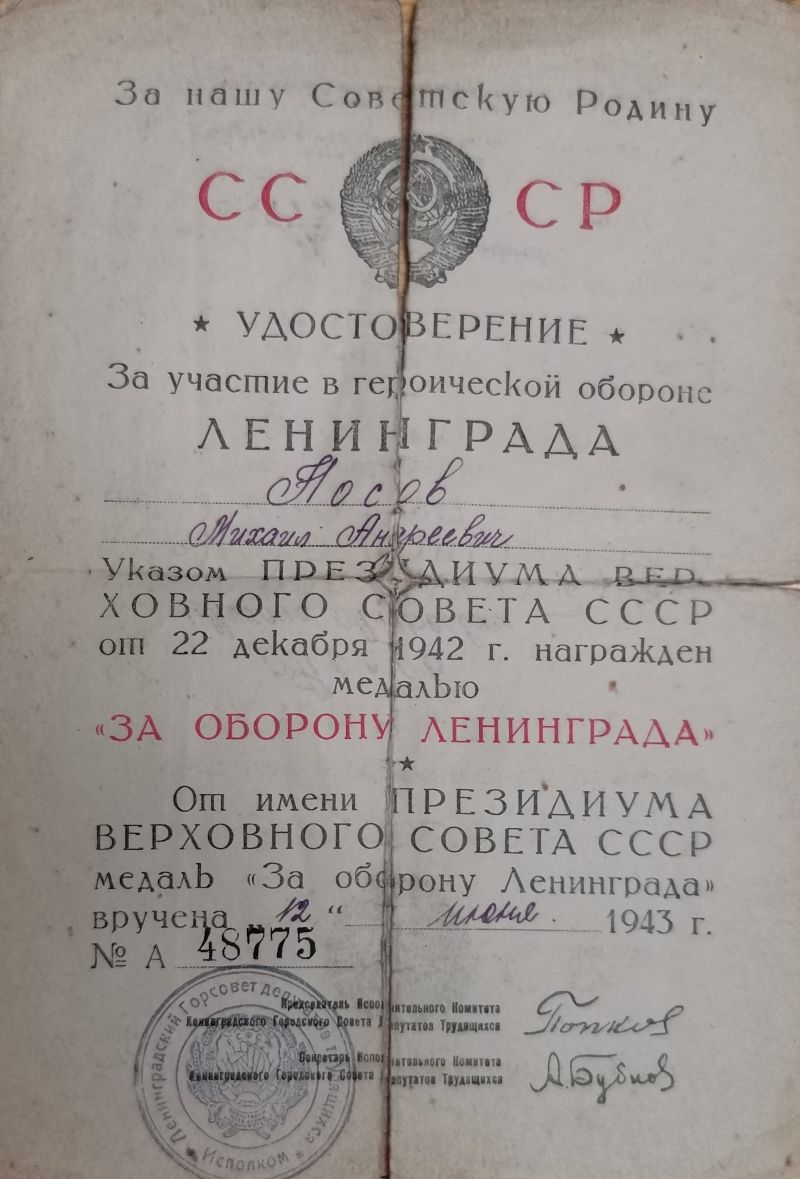 За нашу Советскую Родину
СССР
★ УДОСТОВЕРЕНИЕ ★
За участие в героической обороне
ЛЕНИНГРАДА
Носов
Михаил Андреевич
Указом ПРЕЗИДИУМА ВЕР-
ХОВНОГО СОВЕТА СССР
от 22 декабря 1942 г. награжден
медалью
«ЗА ОБОРОНУ ЛЕНИНГРАДА»
★
От имени ПРЕЗИДИУМА
ВЕРХОВНОГО СОВЕТА СССР
медаль «За оборону Ленинграда»
вручена „12“ июня. 1943 г.
№ А 48775
Председатель Исполнительного Комитета
Ленинградского Городского Совета Депутатов Трудящихся
Попков
Секретарь Исполнительного Комитета
Ленинградского Городского Совета Депутатов Трудящихся
А.Бубнов
Ленинградский Горсовет депутатов Трудящихся
★ Исполком ★